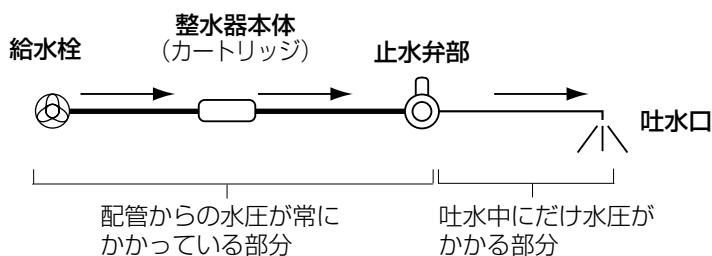 給水栓
整水器本体
（カートリッジ）
止水弁部
吐水口
配管からの水圧が常に
かかっている部分
吐水中にだけ水圧が
かかる部分